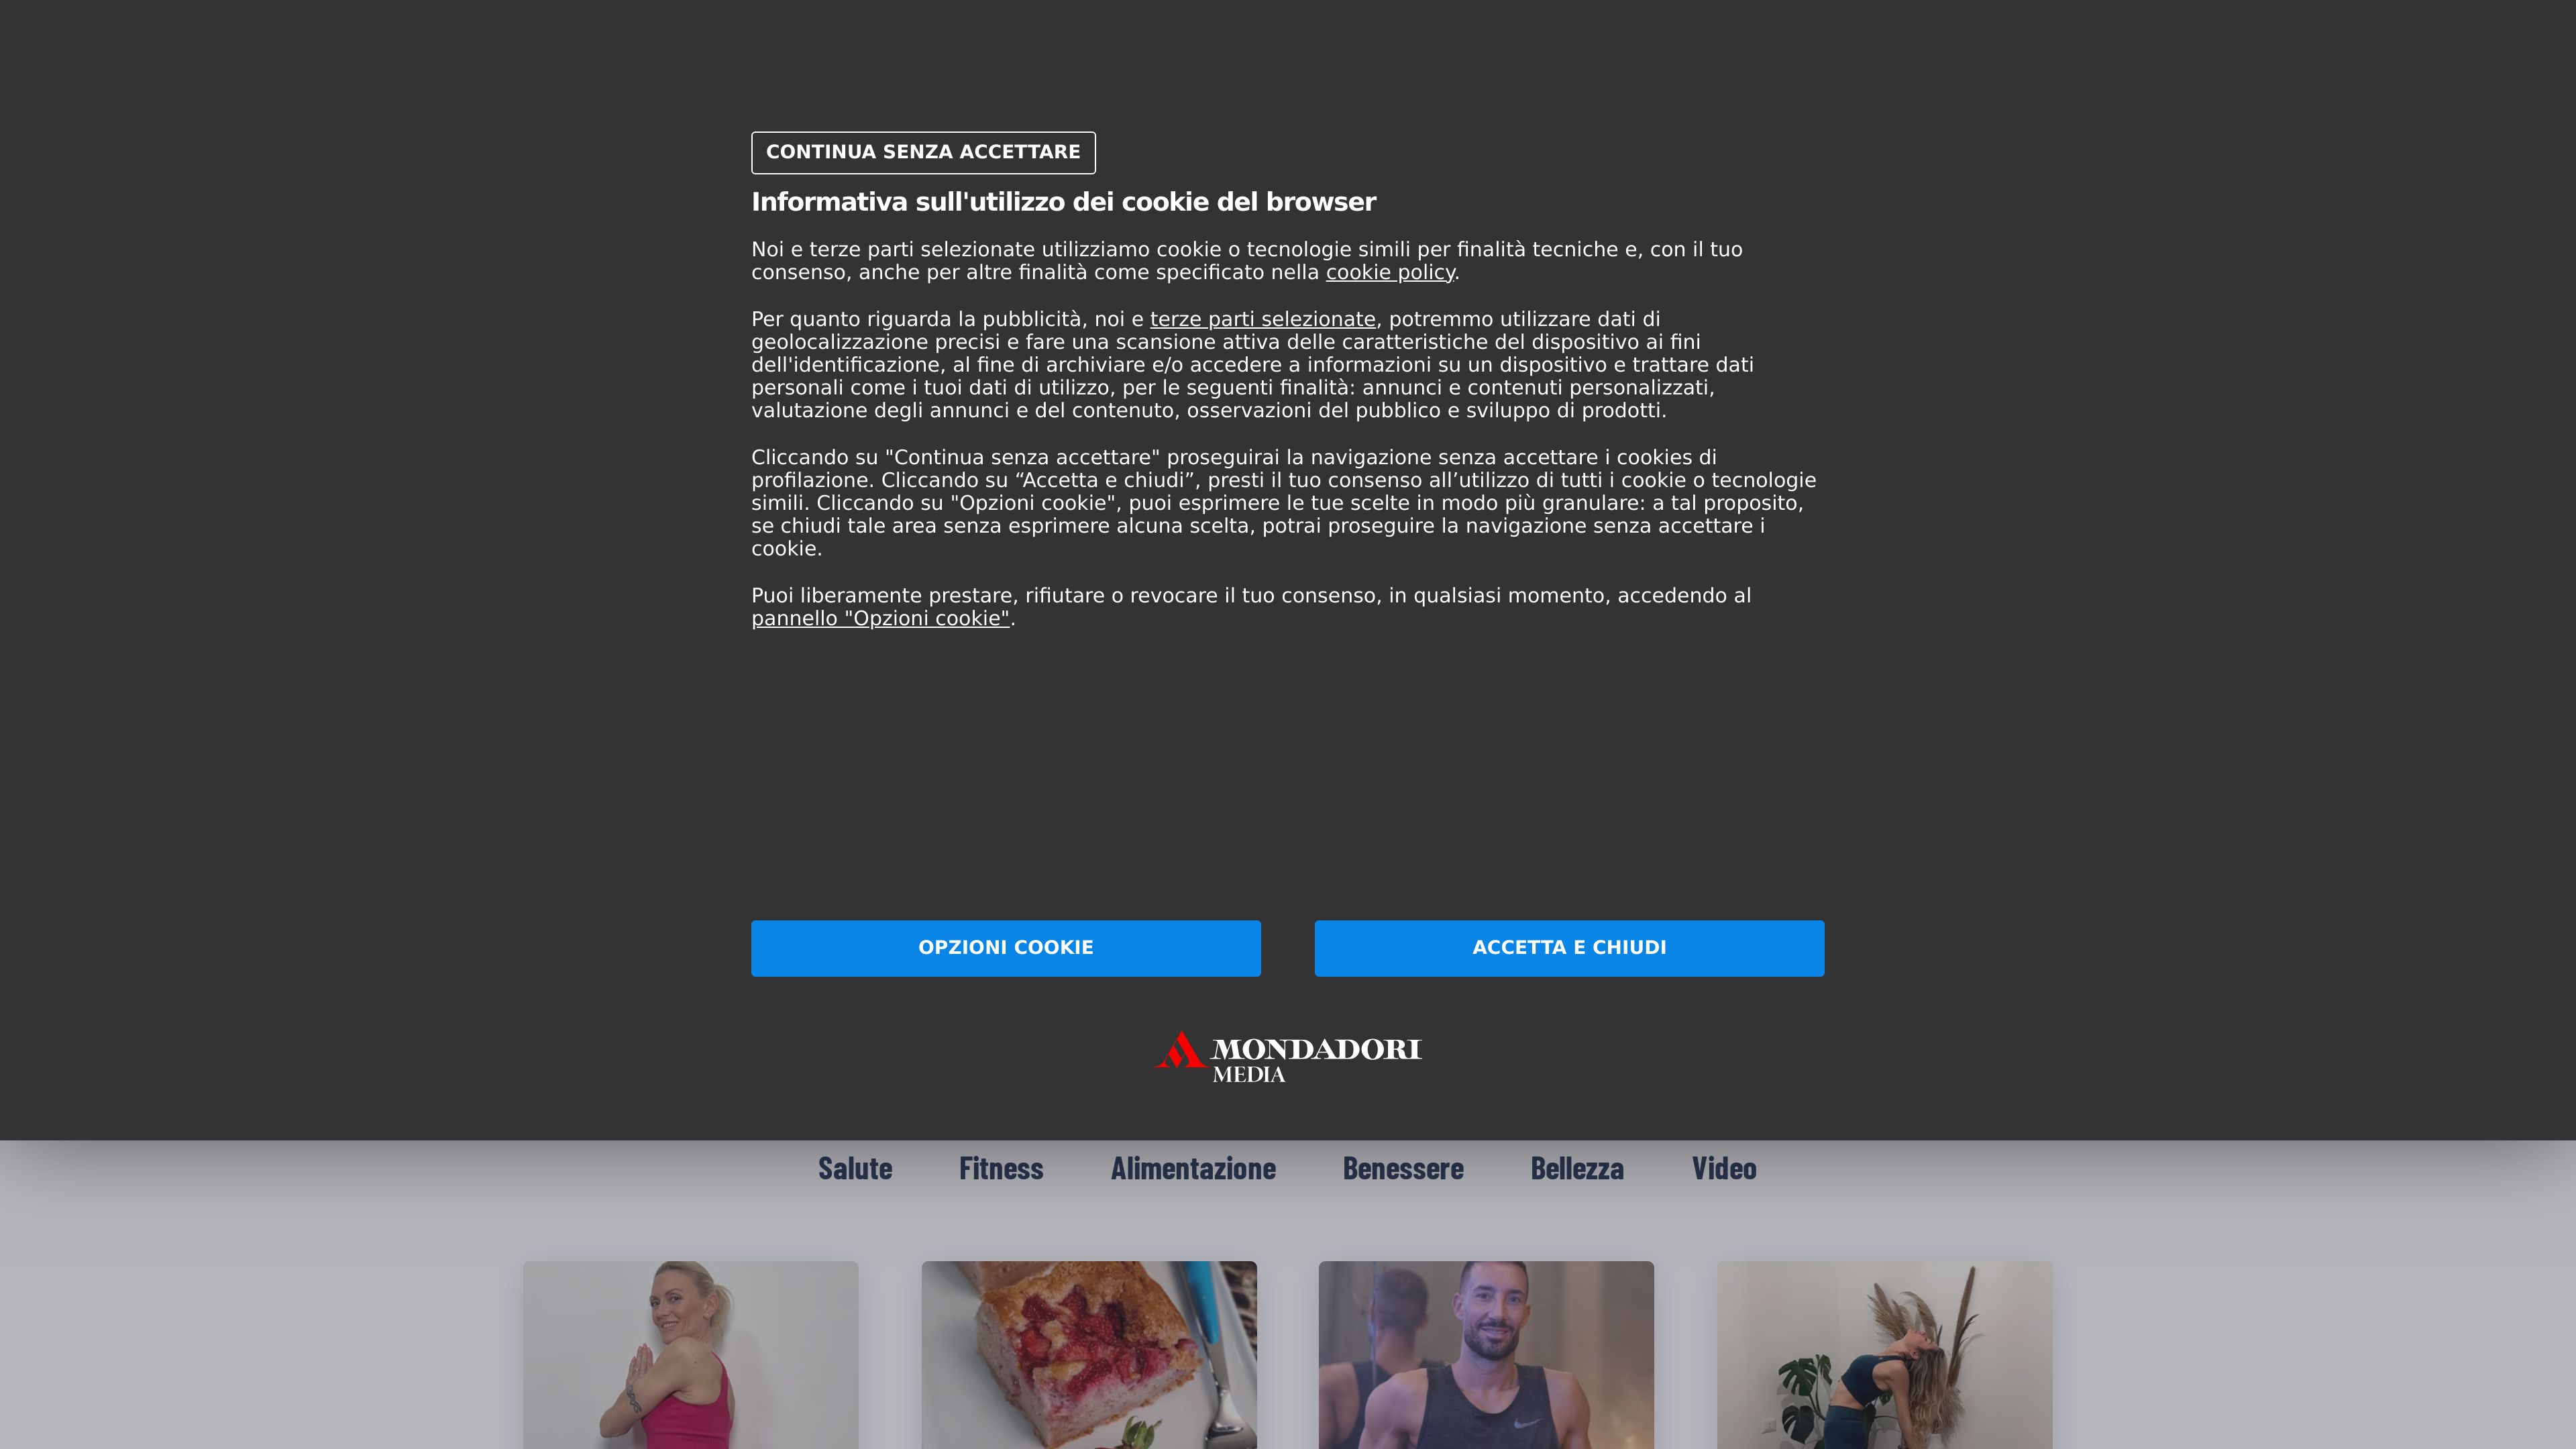 CONTINUA SENZA ACCETTARE
Informativa sull'utilizzo dei cookie del browser
Noi e terze parti selezionate utilizziamo cookie o tecnologie simili per finalità tecniche e, con il tuo
consenso, anche per altre finalità come specificato nella cookie policy.
Per quanto riguarda la pubblicità, noi e terze parti selezionate, potremmo utilizzare dati di
geolocalizzazione precisi e fare una scansione attiva delle caratteristiche del dispositivo ai fini
dell'identificazione, al fine di archiviare e/o accedere a informazioni su un dispositivo e trattare dati
personali come i tuoi dati di utilizzo, per le seguenti finalità: annunci e contenuti personalizzati,
valutazione degli annunci e del contenuto, osservazioni del pubblico e sviluppo di prodotti.
Cliccando su "Continua senza accettare" proseguirai la navigazione senza accettare i cookies di
profilazione. Cliccando su “Accetta e chiudi”, presti il tuo consenso all’utilizzo di tutti i cookie o tecnologie
simili. Cliccando su "Opzioni cookie", puoi esprimere le tue scelte in modo più granulare: a tal proposito,
se chiudi tale area senza esprimere alcuna scelta, potrai proseguire la navigazione senza accettare i
cookie.
Puoi liberamente prestare, rifiutare o revocare il tuo consenso, in qualsiasi momento, accedendo al
pannello "Opzioni cookie".
OPZIONI COOKIE ACCETTA E CHIUDI
MONDADORI
MEDIA
Salute Fitness Alimentazione Benessere Bellezza Video